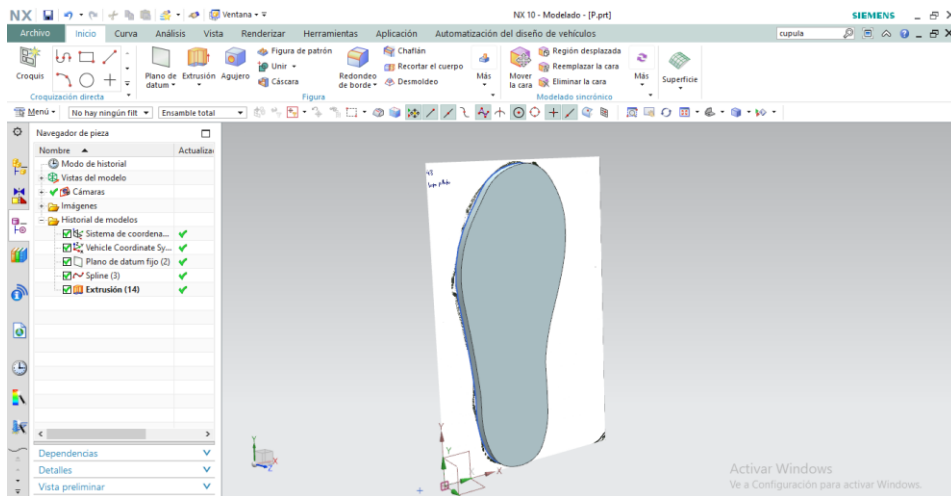 NX
Ventana
NX 10 - Modelado - [P.prt]
SIEMENS
Archivo
Inicio
Curva
Análisis
Vista
Renderizar
Herramientas
Aplicación
Automatización del diseño de vehículos
cupula
Croquis
Croquización directa
Plano de datum
Extrusión
Agujero
Figura de patrón
Unir
Cáscara
Redondeo de borde
Chaflán
Recortar el cuerpo
Desmoldeo
Más
Figura
Mover la cara
Región desplazada
Reemplazar la cara
Eliminar la cara
Más
Modelado sincrónico
Superficie
Menú
No hay ningún filt
Ensamble total
Navegador de pieza
Nombre
Actualiza
Modo de historial
Vistas del modelo
Cámaras
Imágenes
Historial de modelos
Sistema de coordena...
Vehicle Coordinate Sy...
Plano de datum fijo (2)
Spline (3)
Extrusión (14)
Dependencias
Detalles
Vista preliminar
Y
X
Z
Y
Y
X
X
Activar Windows
Ve a Configuración para activar Windows.